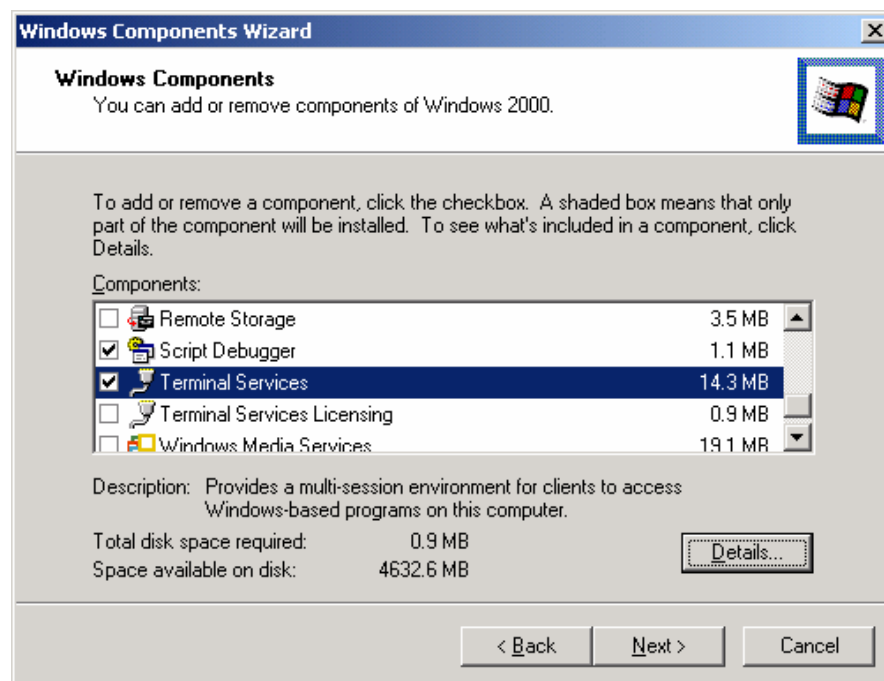 Windows Components Wizard
Windows Components
You can add or remove components of Windows 2000.
To add or remove a component, click the checkbox. A shaded box means that only
part of the component will be installed. To see what's included in a component, click
Details.
Components:
Remote Storage 3.5 MB
Script Debugger 1.1 MB
Terminal Services 14.3 MB
Terminal Services Licensing 0.9 MB
Windows Media Services 19.1 MB
Description: Provides a multi-session environment for clients to access
Windows-based programs on this computer.
Total disk space required: 0.9 MB
Space available on disk: 4632.6 MB
Details...
< Back Next > Cancel